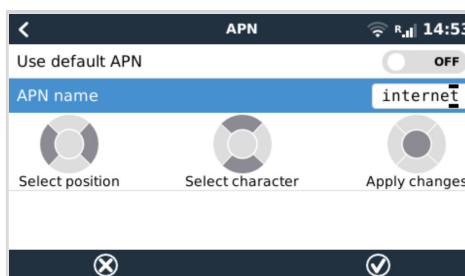 APN R 14:53
Use default APN OFF
APN name internet
Select position Select character Apply changes